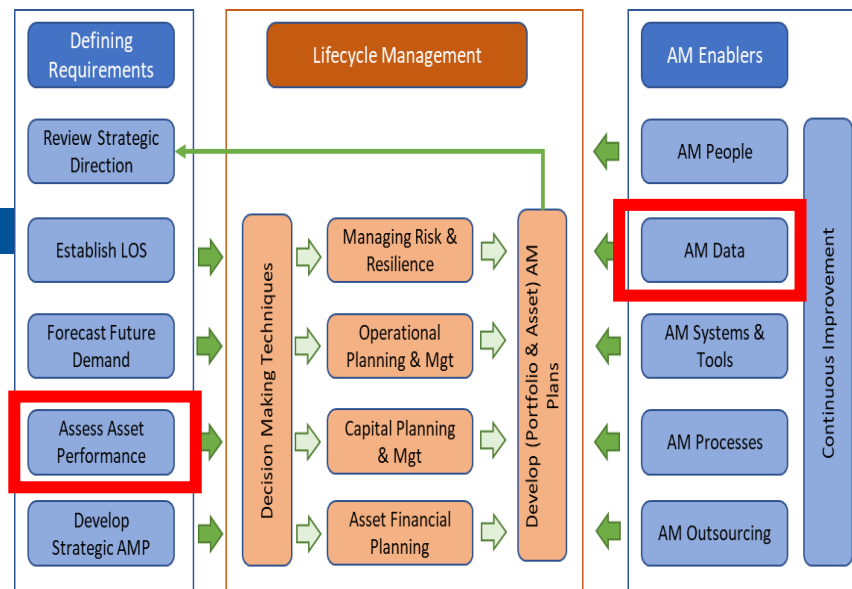 Defining
Requirements
Lifecycle Management
AM Enablers
Review Strategic
Direction
Establish LOS
Forecast Future
Demand
Assess Asset
Performance
Develop
Strategic AMP
Decision Making Techniques
Managing Risk &
Resilience
Operational
Planning & Mgt
Capital Planning
& Mgt
Asset Financial
Planning
Develop (Portfolio & Asset) AM
Plans
AM People
AM Data
AM Systems &
Tools
AM Processes
AM Outsourcing
Continuous Improvement